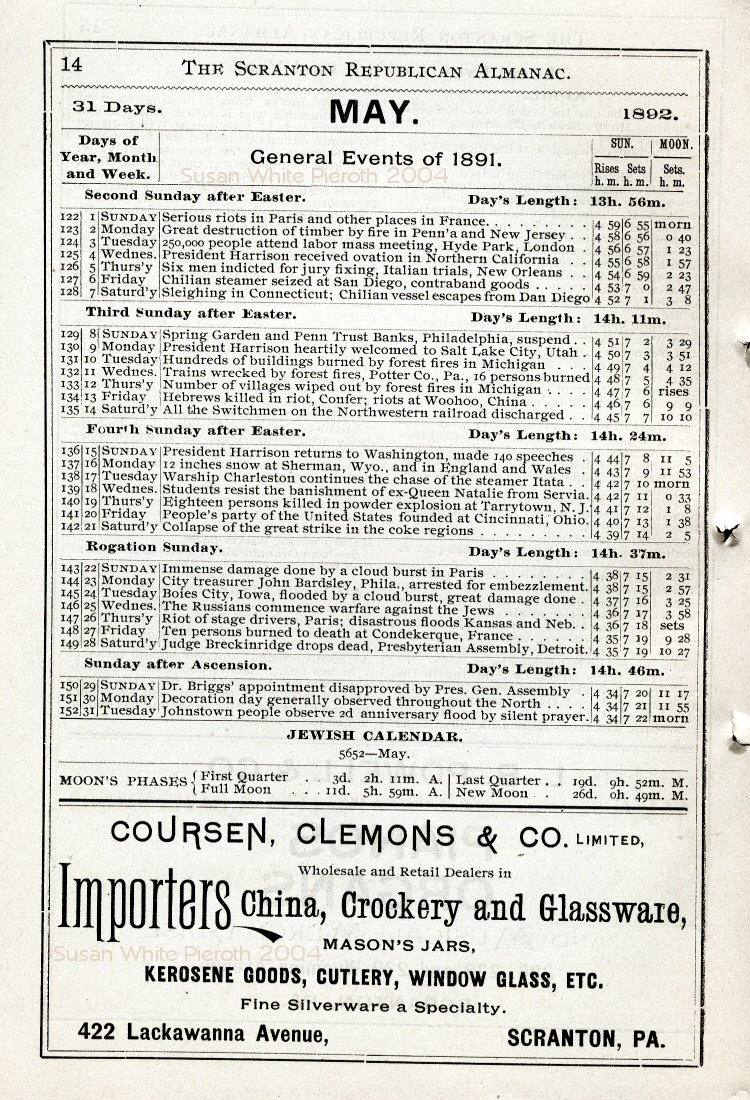 14 THE SCRANTON REPUBLICAN ALMANAC.
31 Days. MAY. 1892.
Days of Year, Month and Week. General Events of 1891. SUN. MOON.
Rises Sets Sets.
h. m. h. m. h. m.
Susan White Pieroth 2004
Second Sunday after Easter. Day's Length: 13h. 56m.
122 1 SUNDAY Serious riots in Paris and other places in France. 4 59 6 55 morn
123 2 Monday Great destruction of timber by fire in Penn'a and New Jersey . . 4 58 6 56 0 40
124 3 Tuesday 250,000 people attend labor mass meeting, Hyde Park, London . 4 56 6 57 1 23
125 4 Wednes. President Harrison received ovation in Northern California . . 4 55 6 58 1 57
126 5 Thurs'y Six men indicted for jury fixing, Italian trials, New Orleans . . 4 54 6 59 2 23
127 6 Friday Chilian steamer seized at San Diego, contraband goods . . . . . 4 53 7 0 2 47
128 7 Saturd'y Sleighing in Connecticut; Chilian vessel escapes from Dan Diego 4 52 7 1 3 8
Third Sunday after Easter. Day's Length: 14h. 11m.
129 8 SUNDAY Spring Garden and Penn Trust Banks, Philadelphia, suspend . . 4 51 7 2 3 29
130 9 Monday President Harrison heartily welcomed to Salt Lake City, Utah . 4 50 7 3 3 51
131 10 Tuesday Hundreds of buildings burned by forest fires in Michigan . . . . 4 49 7 4 4 12
132 11 Wednes. Trains wrecked by forest fires, Potter Co., Pa., 16 persons burned 4 48 7 5 4 35
133 12 Thurs'y Number of villages wiped out by forest fires in Michigan . . . . 4 47 7 6 rises
134 13 Friday Hebrews killed in riot, Confer; riots at Woohoo, China . . . . . 4 46 7 6 9 9
135 14 Saturd'y All the Switchmen on the Northwestern railroad discharged . . 4 45 7 7 10 10
Fourth Sunday after Easter. Day's Length: 14h. 24m.
136 15 SUNDAY President Harrison returns to Washington, made 140 speeches . 4 44 7 8 11 5
137 16 Monday 12 inches snow at Sherman, Wyo., and in England and Wales . 4 43 7 9 11 53
138 17 Tuesday Warship Charleston continues the chase of the steamer Itata . . 4 42 7 10 morn
139 18 Wednes. Students resist the banishment of ex-Queen Natalie from Servia. 4 42 7 11 0 33
140 19 Thurs'y Eighteen persons killed in powder explosion at Tarrytown, N. J. 4 41 7 12 1 8
141 20 Friday People's party of the United States founded at Cincinnati, Ohio. 4 40 7 13 1 38
142 21 Saturd'y Collapse of the great strike in the coke regions . . . . . . . . . 4 39 7 14 2 5
Rogation Sunday. Day's Length: 14h. 37m.
143 22 SUNDAY Immense damage done by a cloud burst in Paris . . . . . . . . 4 38 7 15 2 31
144 23 Monday City treasurer John Bardsley, Phila., arrested for embezzlement. 4 38 7 15 2 57
145 24 Tuesday Boies City, Iowa, flooded by a cloud burst, great damage done . 4 37 7 16 3 25
146 25 Wednes. The Russians commence warfare against the Jews . . . . . . . 4 36 7 17 3 58
147 26 Thurs'y Riot of stage drivers, Paris; disastrous floods Kansas and Neb. . 4 36 7 18 sets
148 27 Friday Ten persons burned to death at Condekerque, France . . . . . . 4 35 7 19 9 28
149 28 Saturd'y Judge Breckinridge drops dead, Presbyterian Assembly, Detroit. 4 35 7 19 10 27
Sunday after Ascension. Day's Length: 14h. 46m.
150 29 SUNDAY Dr. Briggs' appointment disapproved by Pres. Gen. Assembly . 4 34 7 20 11 17
151 30 Monday Decoration day generally observed throughout the North . . . . 4 34 7 21 11 55
152 31 Tuesday Johnstown people observe 2d anniversary flood by silent prayer. 4 34 7 22 morn
JEWISH CALENDAR.
5652—May.
MOON'S PHASES { First Quarter 3d. 2h. 11m. A. | Last Quarter . . 19d. 9h. 52m. M.
Full Moon . . . 11d. 5h. 59m. A. | New Moon . . 26d. 0h. 49m. M.
COURSEN, CLEMONS & CO. LIMITED,
Wholesale and Retail Dealers in
Importers China, Crockery and Glassware,
MASON'S JARS,
Susan White Pieroth 2004
KEROSENE GOODS, CUTLERY, WINDOW GLASS, ETC.
Fine Silverware a Specialty.
422 Lackawanna Avenue, SCRANTON, PA.